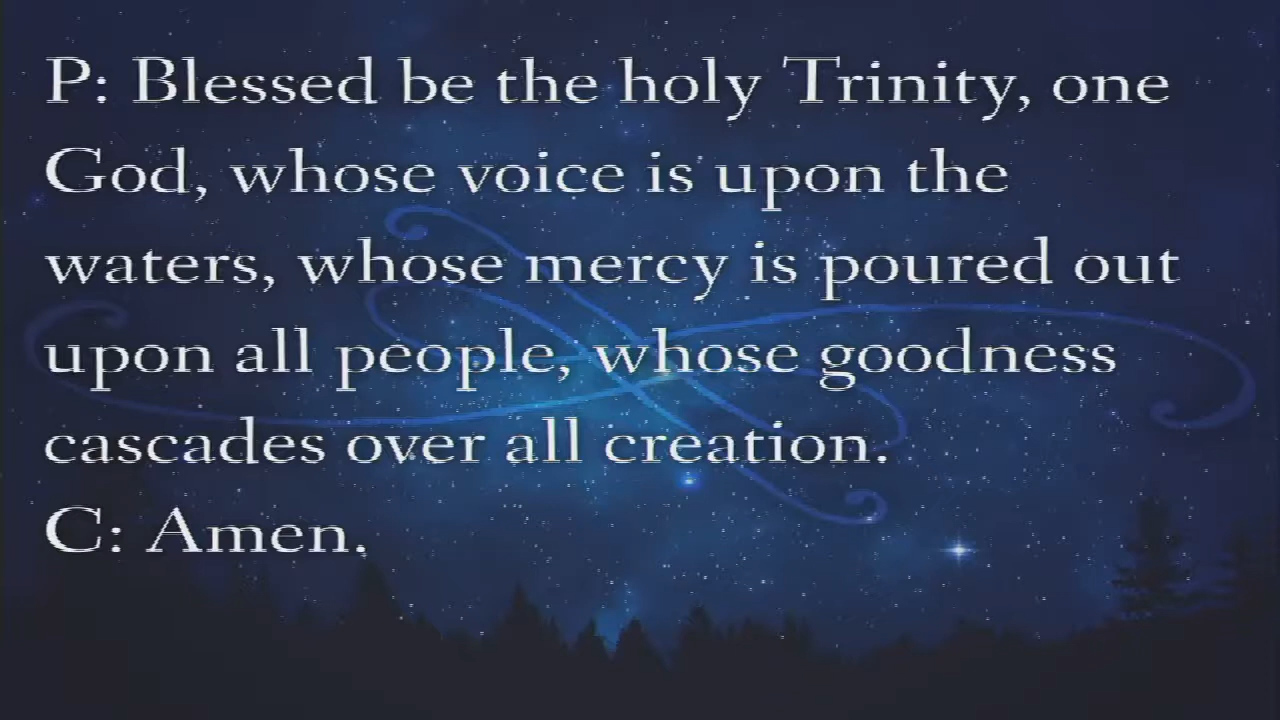 P: Blessed be the holy Trinity, one
God, whose voice is upon the
waters, whose mercy is poured out
upon all people, whose goodness
cascades over all creation.
C: Amen.